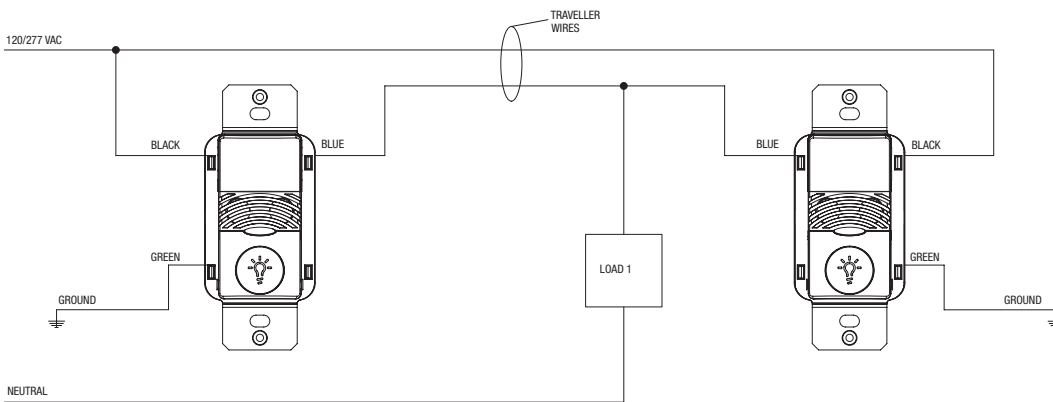 TRAVELLER
WIRES
120/277 VAC
BLACK
BLUE
BLUE
BLACK
GREEN
LOAD 1
GREEN
GROUND
GROUND
NEUTRAL